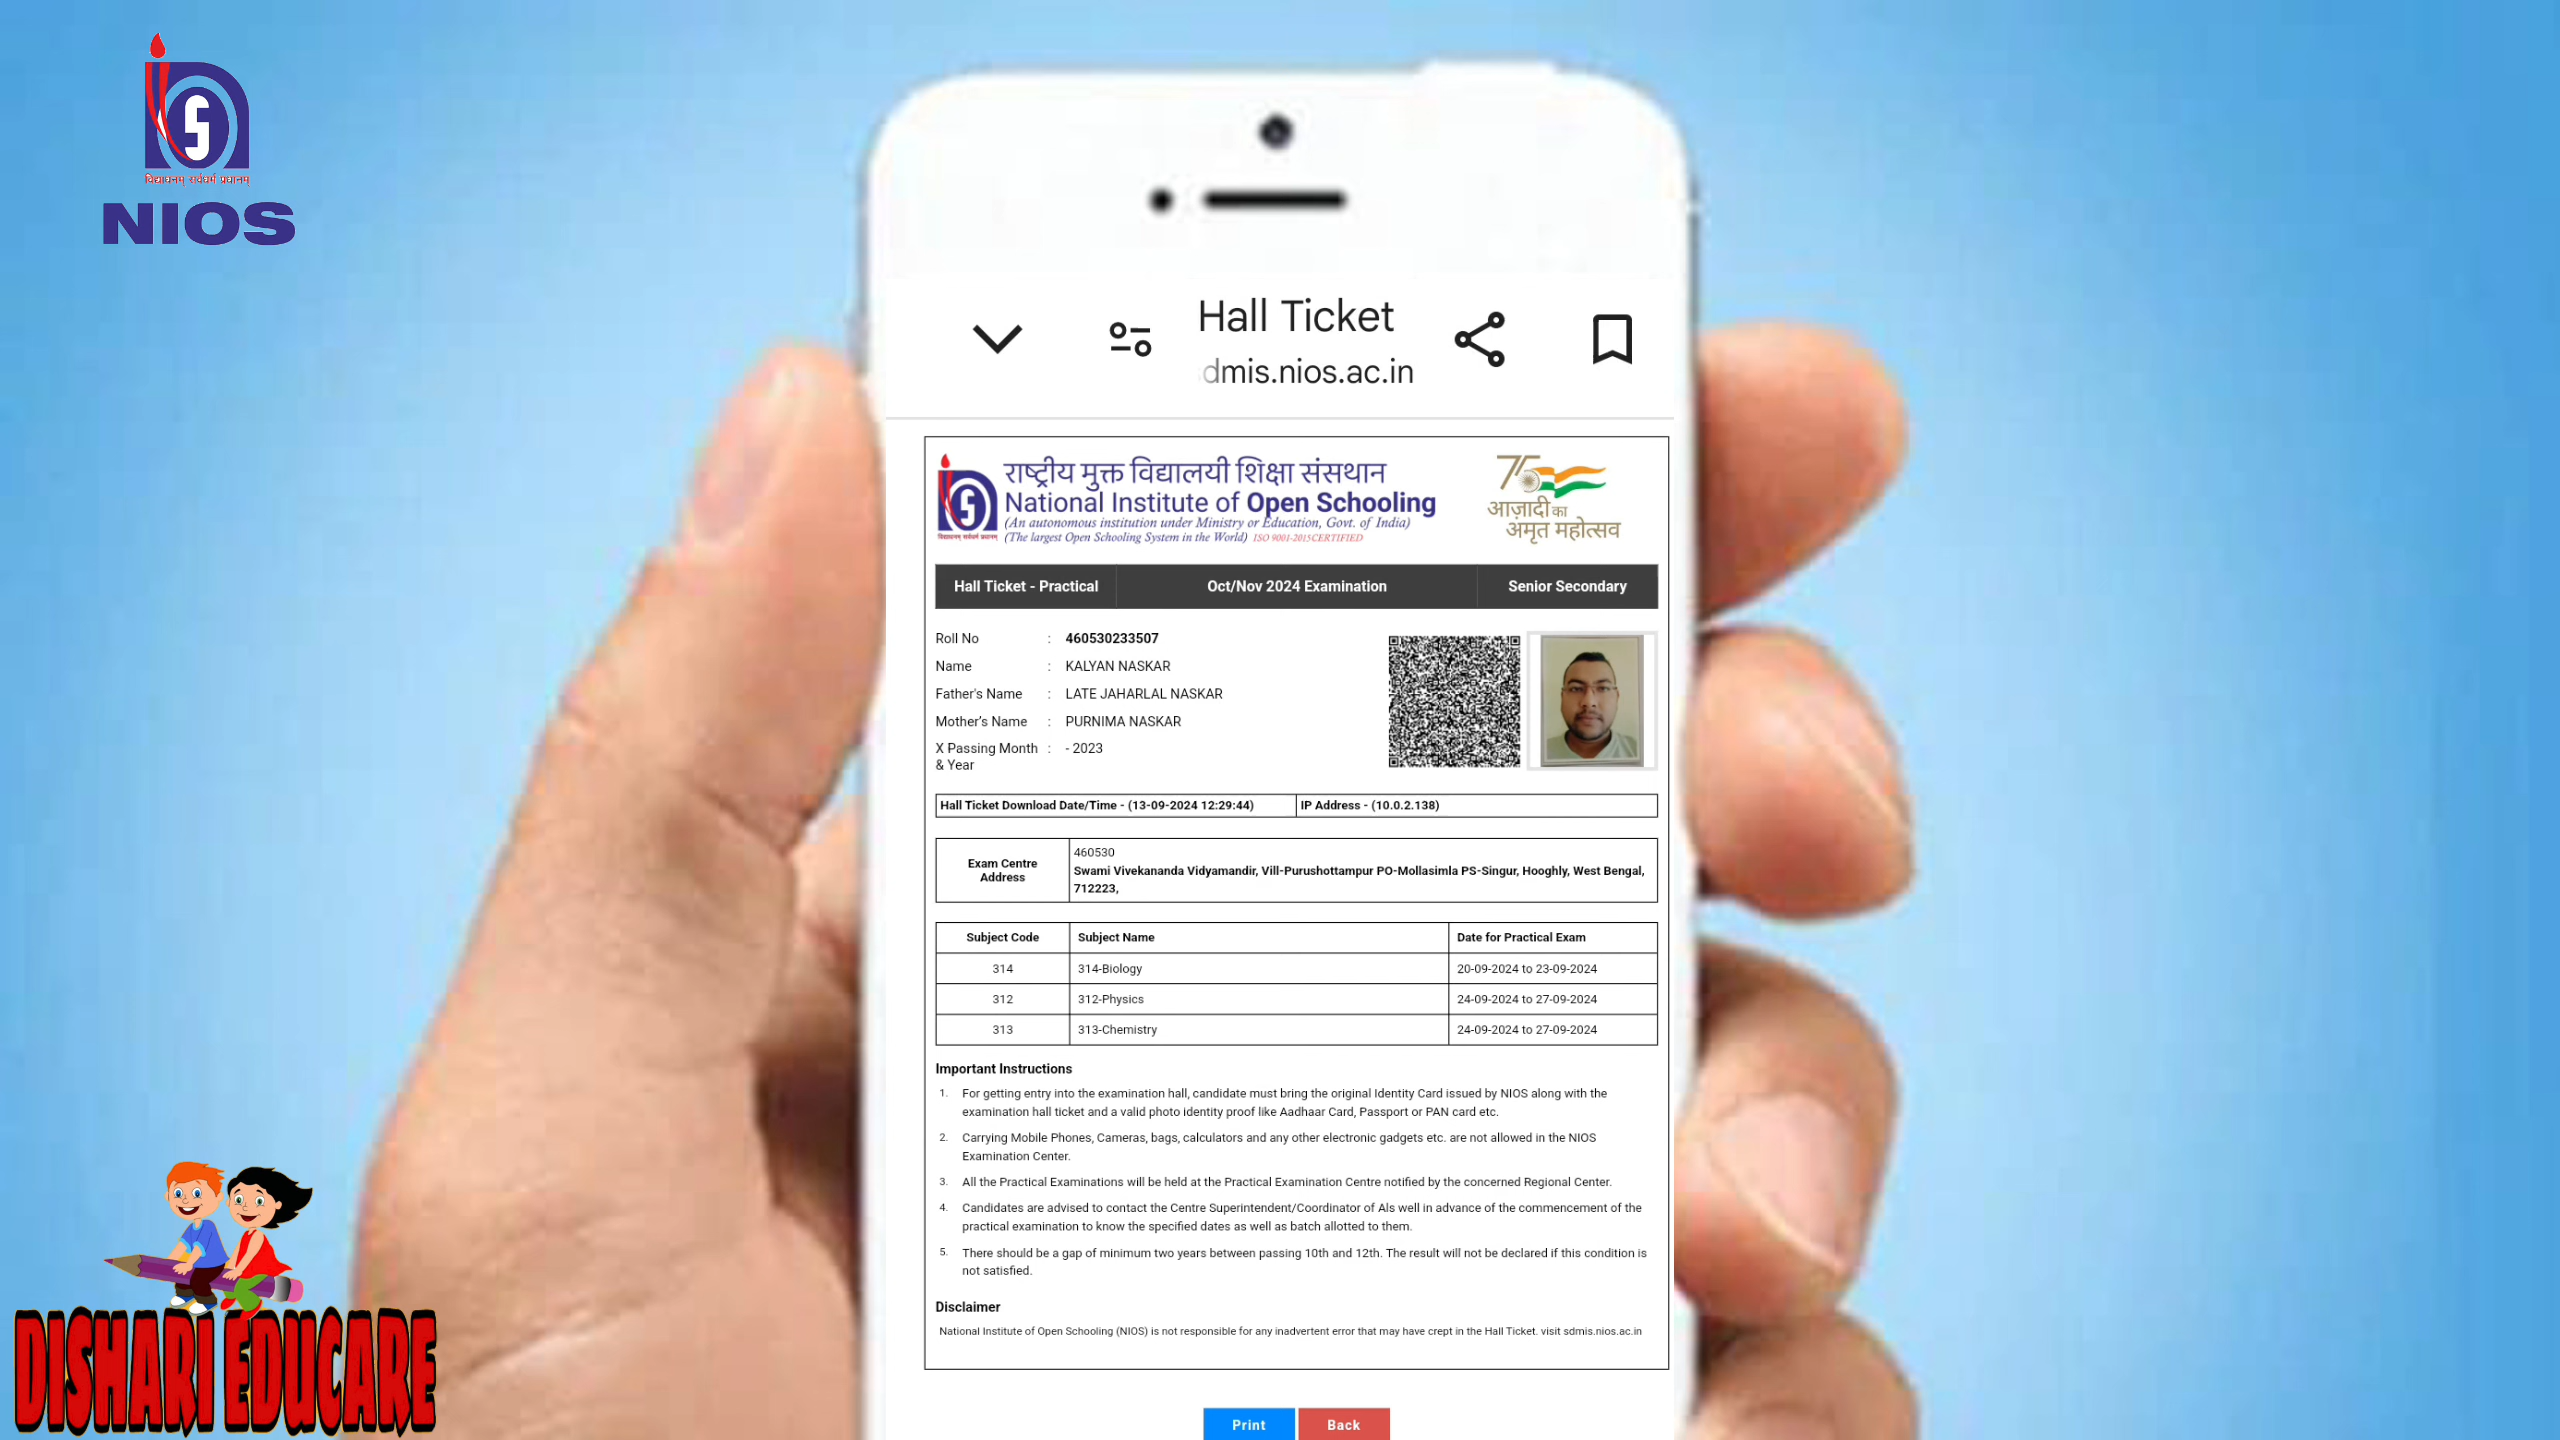 विद्याधनम् सर्वधनं प्रधानम्
NIOS
Hall Ticket
dmis.nios.ac.in
राष्ट्रीय मुक्त विद्यालयी शिक्षा संस्थान
National Institute of Open Schooling
(An autonomous institution under Ministry or Education, Govt. of India)
(The largest Open Schooling System in the World) ISO 9001-2015 CERTIFIED
विद्याधनम् सर्वधनं प्रधानम्
75
आज़ादी का
अमृत महोत्सव
Hall Ticket - Practical Oct/Nov 2024 Examination Senior Secondary
Roll No : 460530233507
Name : KALYAN NASKAR
Father's Name : LATE JAHARLAL NASKAR
Mother's Name : PURNIMA NASKAR
X Passing Month : - 2023
& Year
Hall Ticket Download Date/Time - (13-09-2024 12:29:44) IP Address - (10.0.2.138)
Exam Centre
Address
460530
Swami Vivekananda Vidyamandir, Vill-Purushottampur PO-Mollasimla PS-Singur, Hooghly, West Bengal,
712223,
Subject Code Subject Name Date for Practical Exam
314 314-Biology 20-09-2024 to 23-09-2024
312 312-Physics 24-09-2024 to 27-09-2024
313 313-Chemistry 24-09-2024 to 27-09-2024
Important Instructions
1. For getting entry into the examination hall, candidate must bring the original Identity Card issued by NIOS along with the
examination hall ticket and a valid photo identity proof like Aadhaar Card, Passport or PAN card etc.
2. Carrying Mobile Phones, Cameras, bags, calculators and any other electronic gadgets etc. are not allowed in the NIOS
Examination Center.
3. All the Practical Examinations will be held at the Practical Examination Centre notified by the concerned Regional Center.
4. Candidates are advised to contact the Centre Superintendent/Coordinator of AIs well in advance of the commencement of the
practical examination to know the specified dates as well as batch allotted to them.
5. There should be a gap of minimum two years between passing 10th and 12th. The result will not be declared if this condition is
not satisfied.
Disclaimer
National Institute of Open Schooling (NIOS) is not responsible for any inadvertent error that may have crept in the Hall Ticket. visit sdmis.nios.ac.in
Print Back
DISHARI EDUCARE